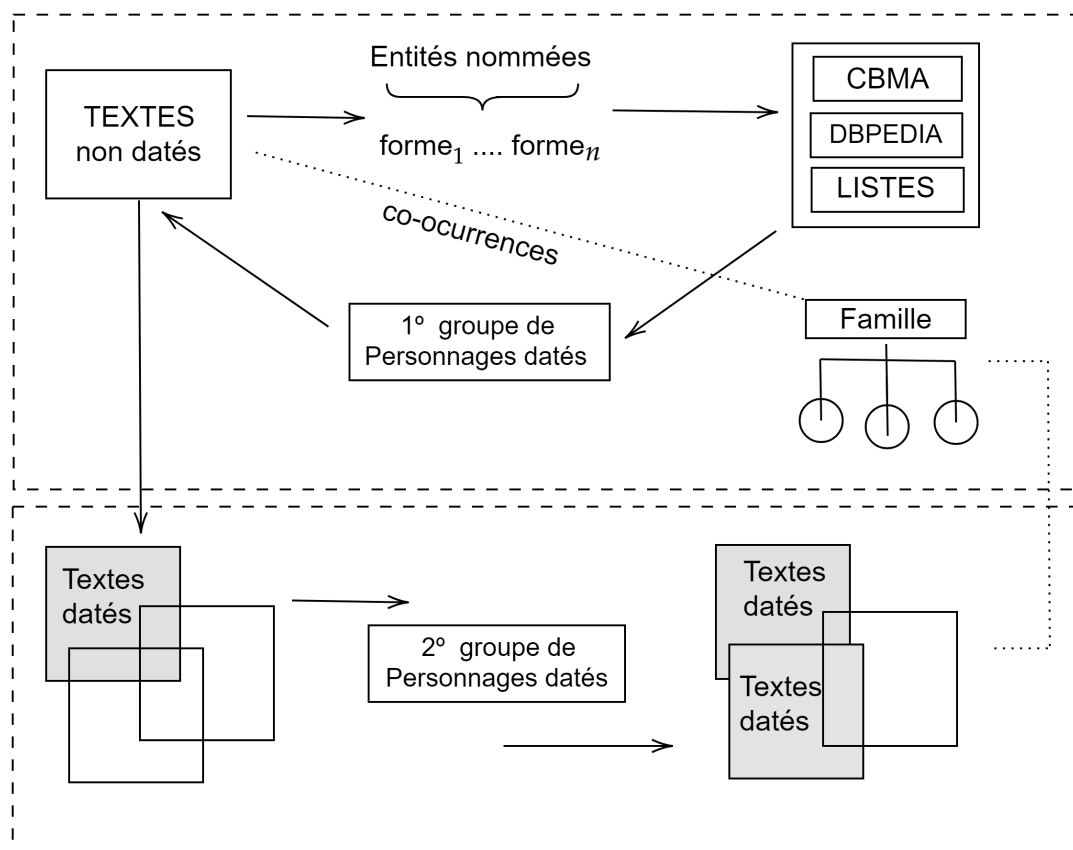 Entités nommées
TEXTES
non datés
forme₁ .... formeₙ
CBMA
DBPEDIA
LISTES
co-ocurrences
1º groupe de
Personnages datés
Famille
Textes
datés
2º groupe de
Personnages datés
Textes
datés
Textes
datés